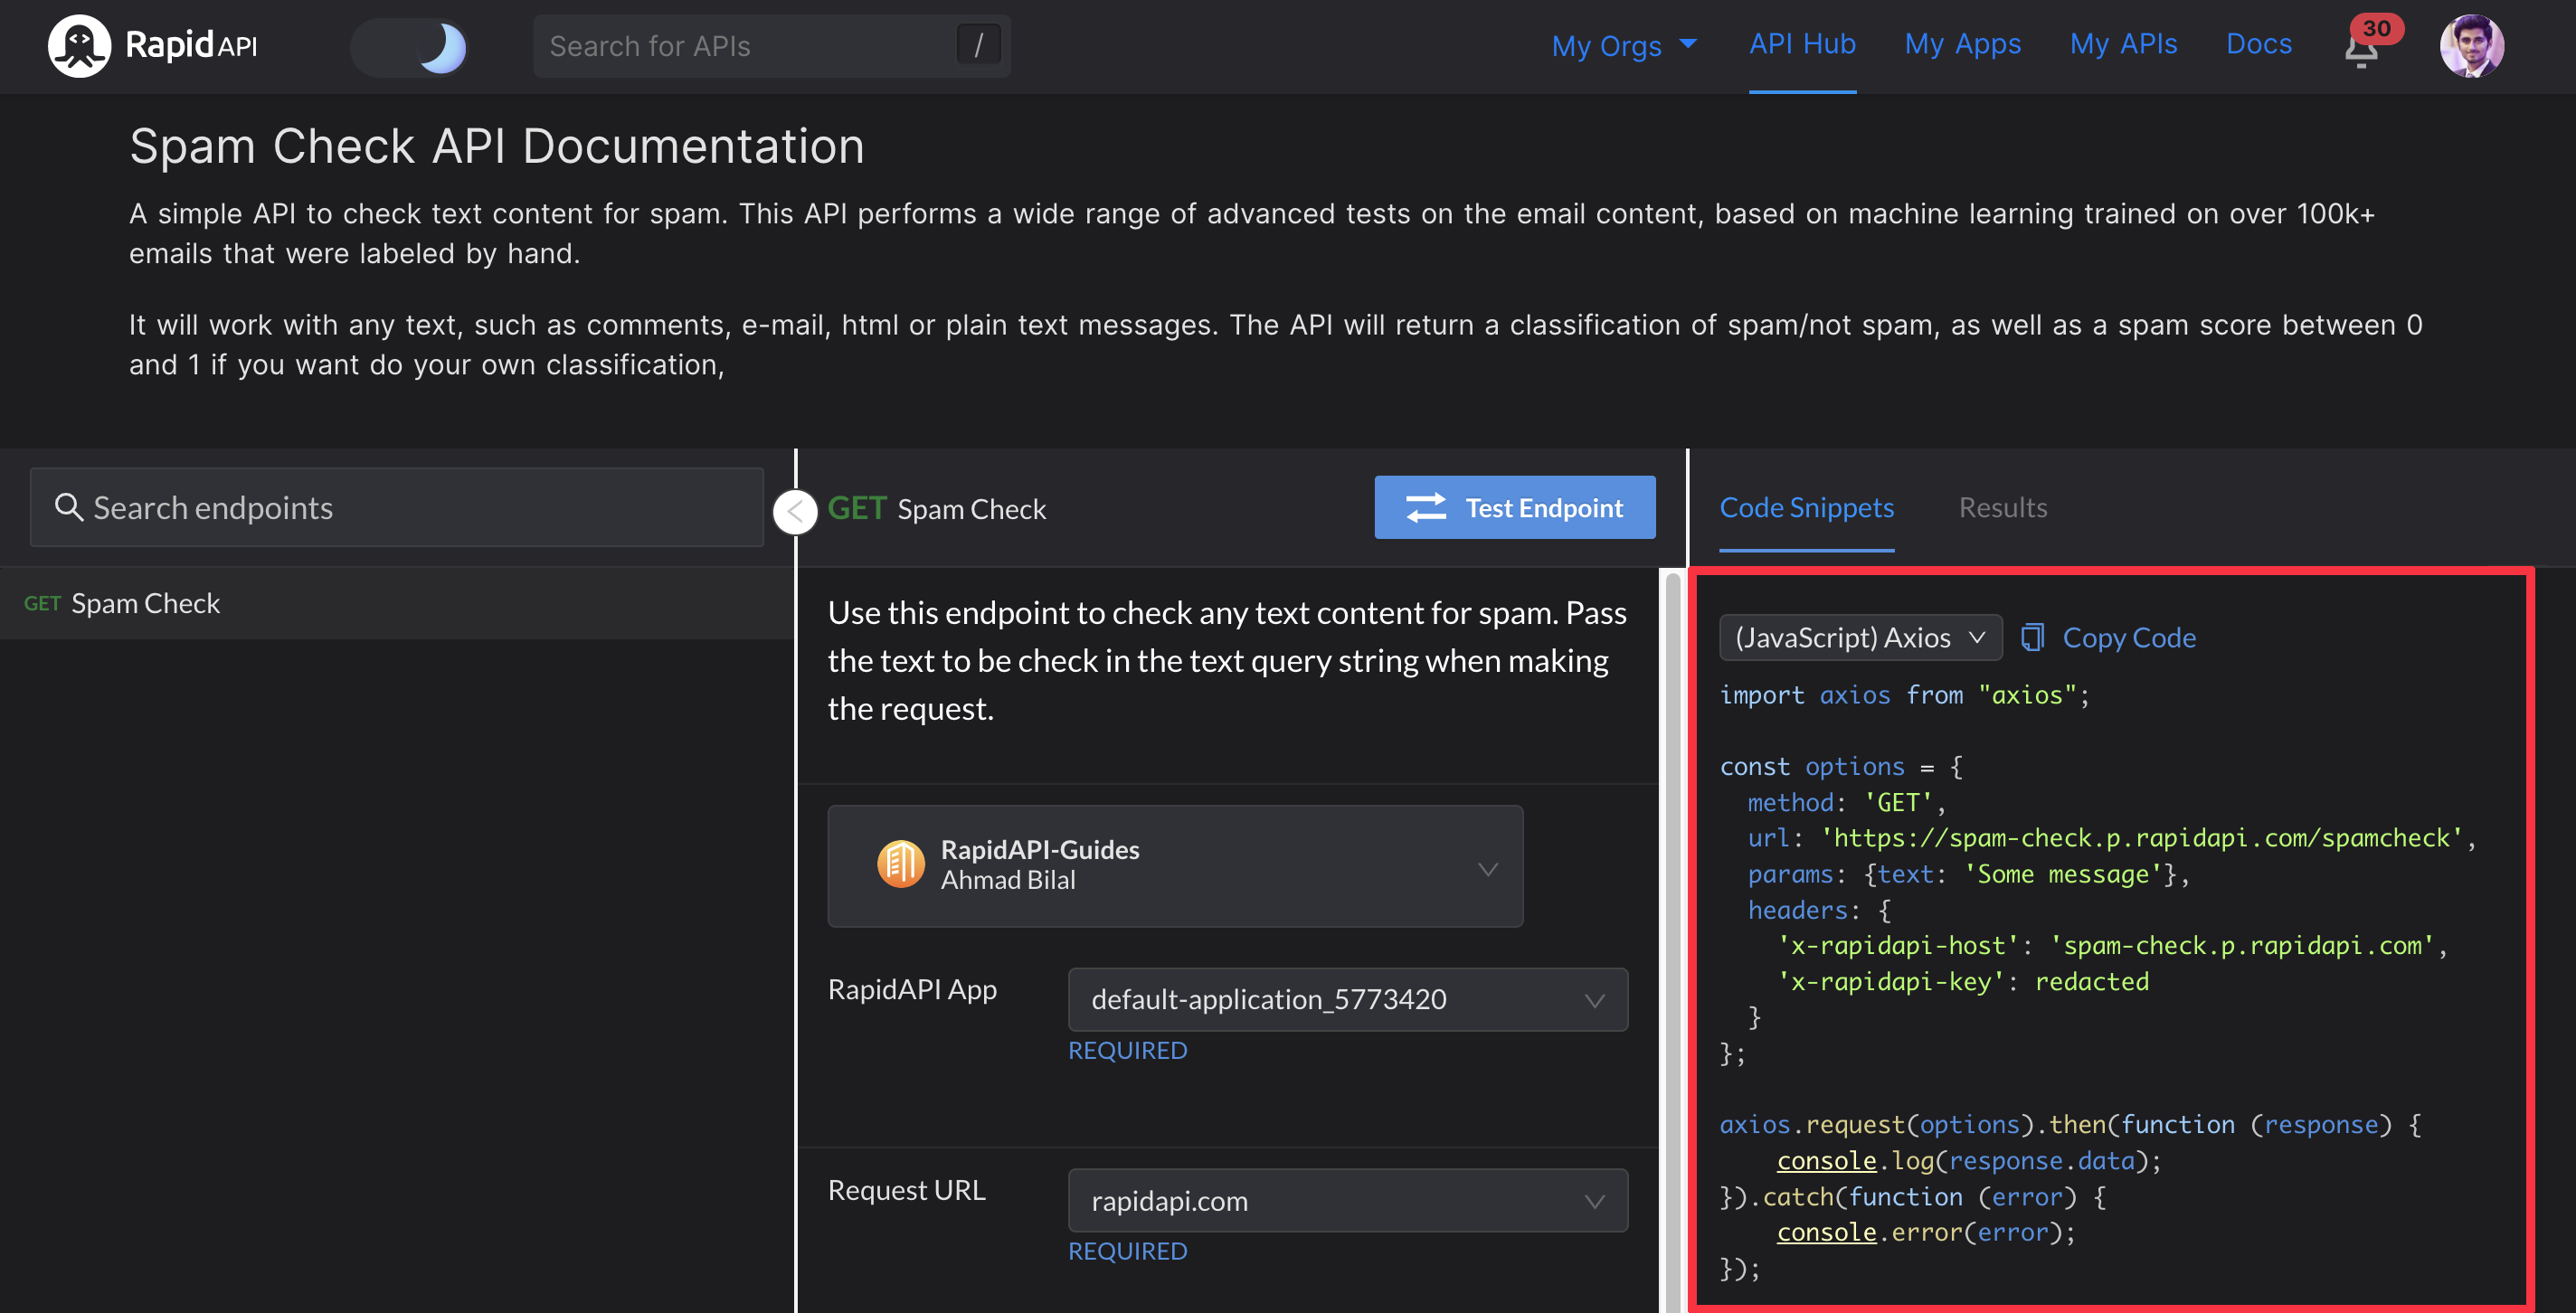 RapidAPI
Search for APIs
/
My Orgs
API Hub
My Apps
My APIs
Docs
30
Spam Check API Documentation
A simple API to check text content for spam. This API performs a wide range of advanced tests on the email content, based on machine learning trained on over 100k+
emails that were labeled by hand.
It will work with any text, such as comments, e-mail, html or plain text messages. The API will return a classification of spam/not spam, as well as a spam score between 0
and 1 if you want do your own classification,
Search endpoints
GET Spam Check
GET Spam Check
Test Endpoint
Use this endpoint to check any text content for spam. Pass
the text to be check in the text query string when making
the request.
RapidAPI-Guides
Ahmad Bilal
RapidAPI App
default-application_5773420
REQUIRED
Request URL
rapidapi.com
REQUIRED
Code Snippets
Results
(JavaScript) Axios
Copy Code
import axios from "axios";
const options = {
  method: 'GET',
  url: 'https://spam-check.p.rapidapi.com/spamcheck',
  params: {text: 'Some message'},
  headers: {
    'x-rapidapi-host': 'spam-check.p.rapidapi.com',
    'x-rapidapi-key': redacted
  }
};
axios.request(options).then(function (response) {
    console.log(response.data);
}).catch(function (error) {
    console.error(error);
});